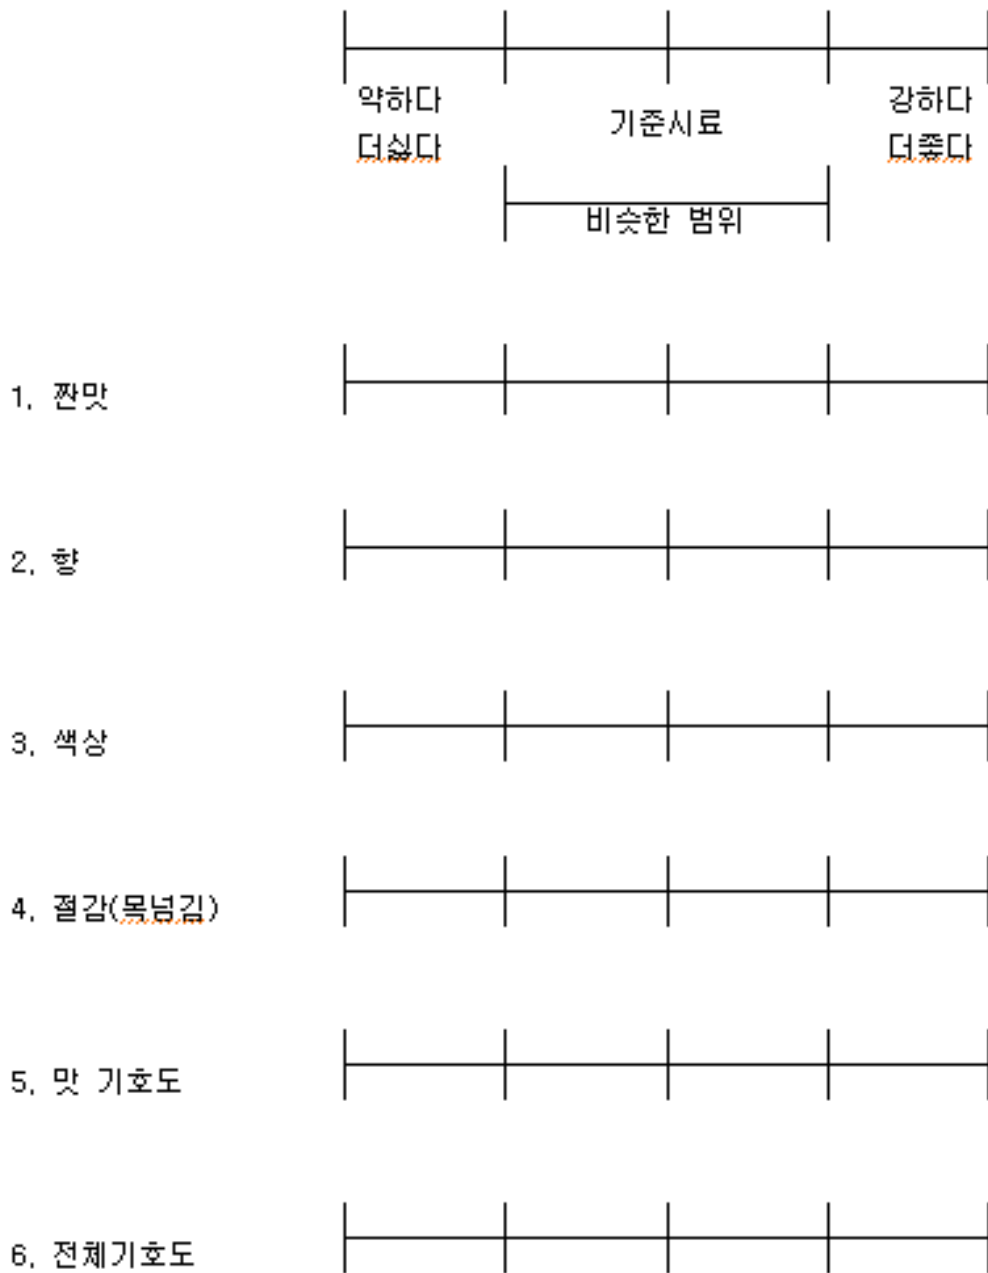 약하다 기준시료 강하다
더싫다 더좋다
비슷한 범위
1. 짠맛
2. 향
3. 색상
4. 절감(목넘김)
5. 맛 기호도
6. 전체기호도